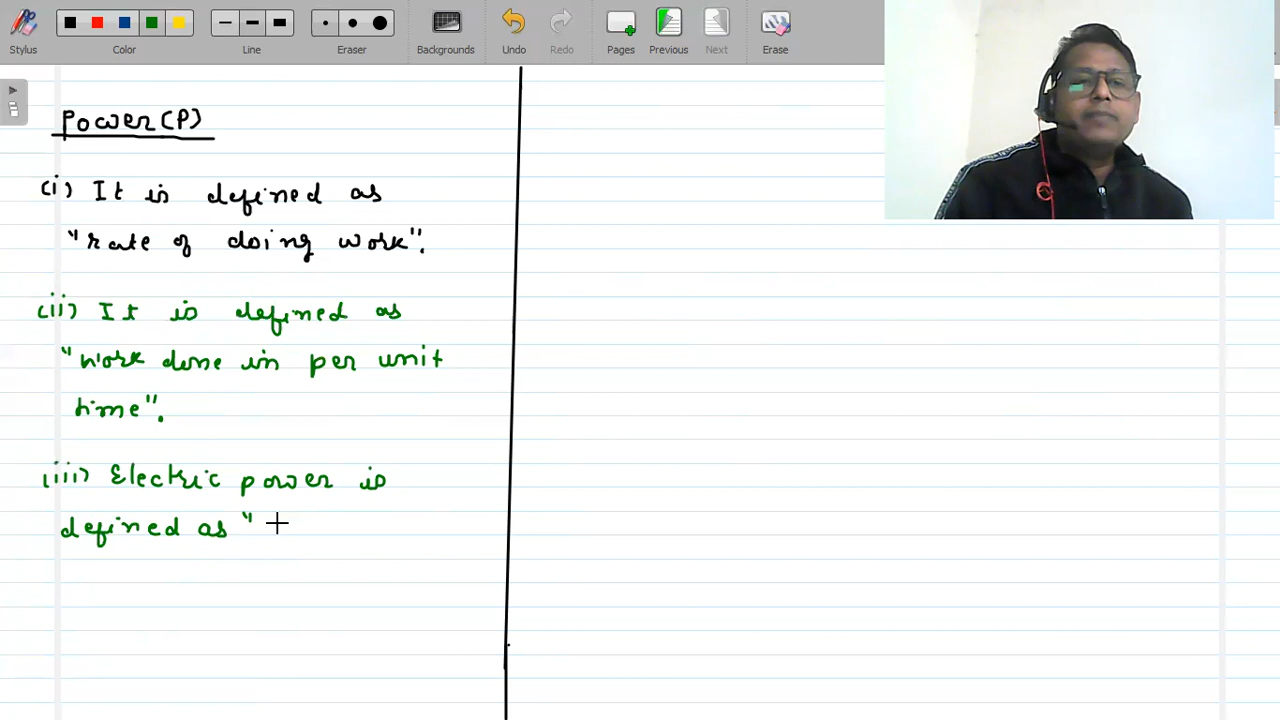 Stylus
Color
Line
Eraser
Backgrounds
Undo
Redo
Pages
Previous
Next
Erase
Power(P)
(i) It is defined as
"rate of doing work".
(ii) It is defined as
"work done in per unit
time".
(iii) Electric power is
defined as "